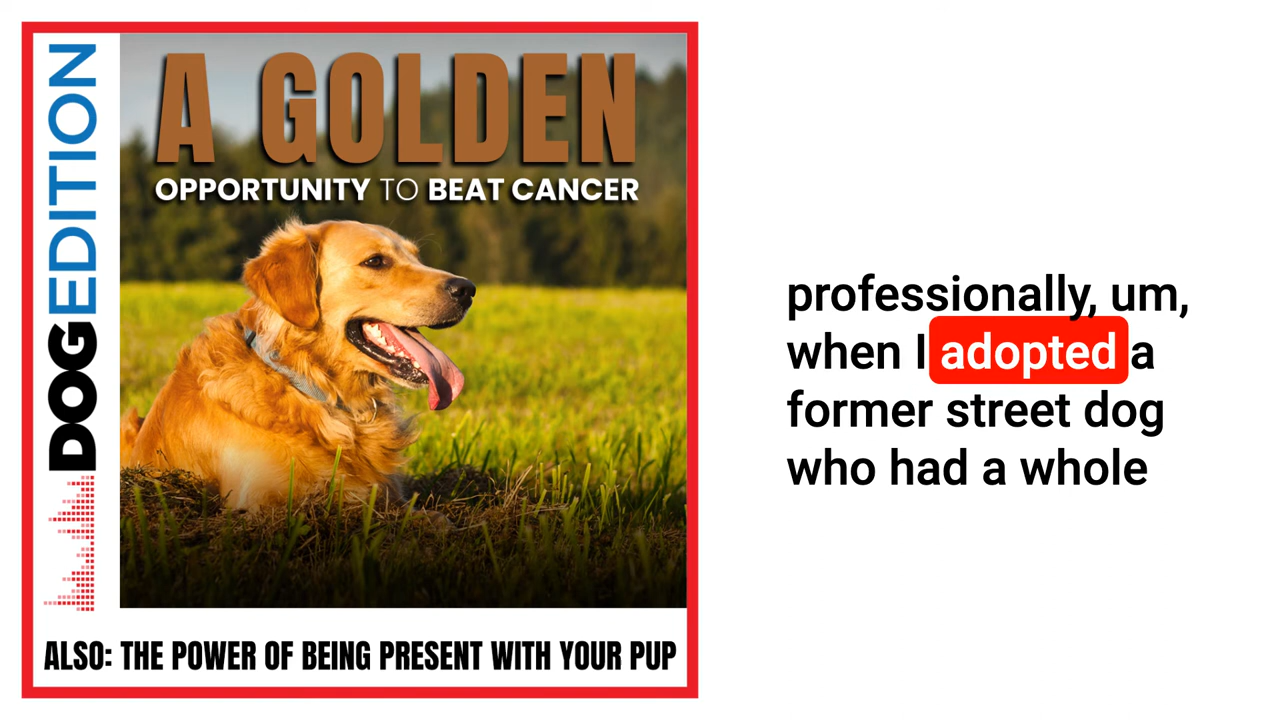 DOGEDITION
A GOLDEN
OPPORTUNITY TO BEAT CANCER
ALSO: THE POWER OF BEING PRESENT WITH YOUR PUP
professionally, um,
when I adopted a
former street dog
who had a whole